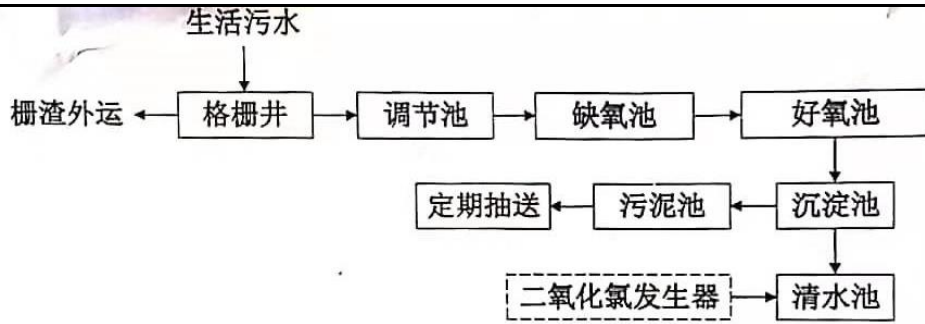 生活污水
栅渣外运 格栅井 调节池 缺氧池 好氧池
定期抽送 污泥池 沉淀池
二氧化氯发生器 清水池